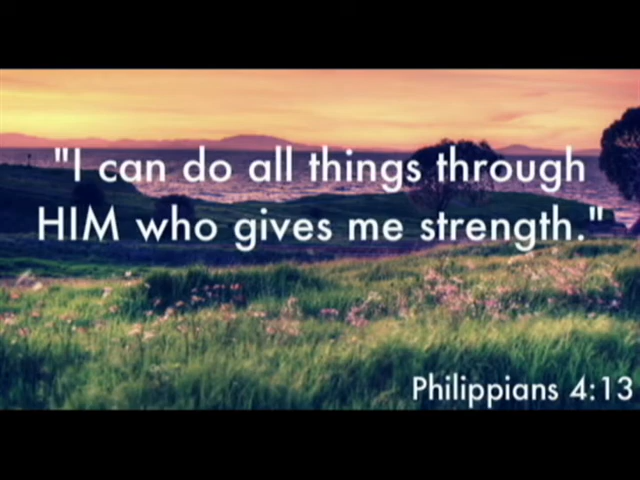 "I can do all things through
HIM who gives me strength."
Philippians 4:13